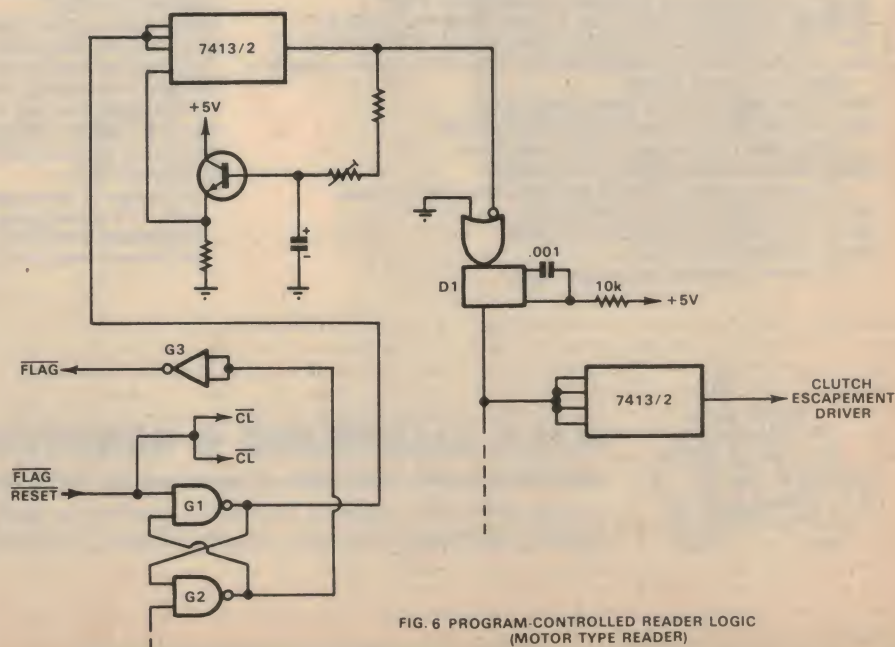 7413/2
+5V
.001
D1
10k
+5V
G3
FLAG
7413/2
CLUTCH
ESCAPEMENT
DRIVER
CL
CL
FLAG
RESET
G1
G2
+
-
FIG. 6 PROGRAM-CONTROLLED READER LOGIC
(MOTOR TYPE READER)